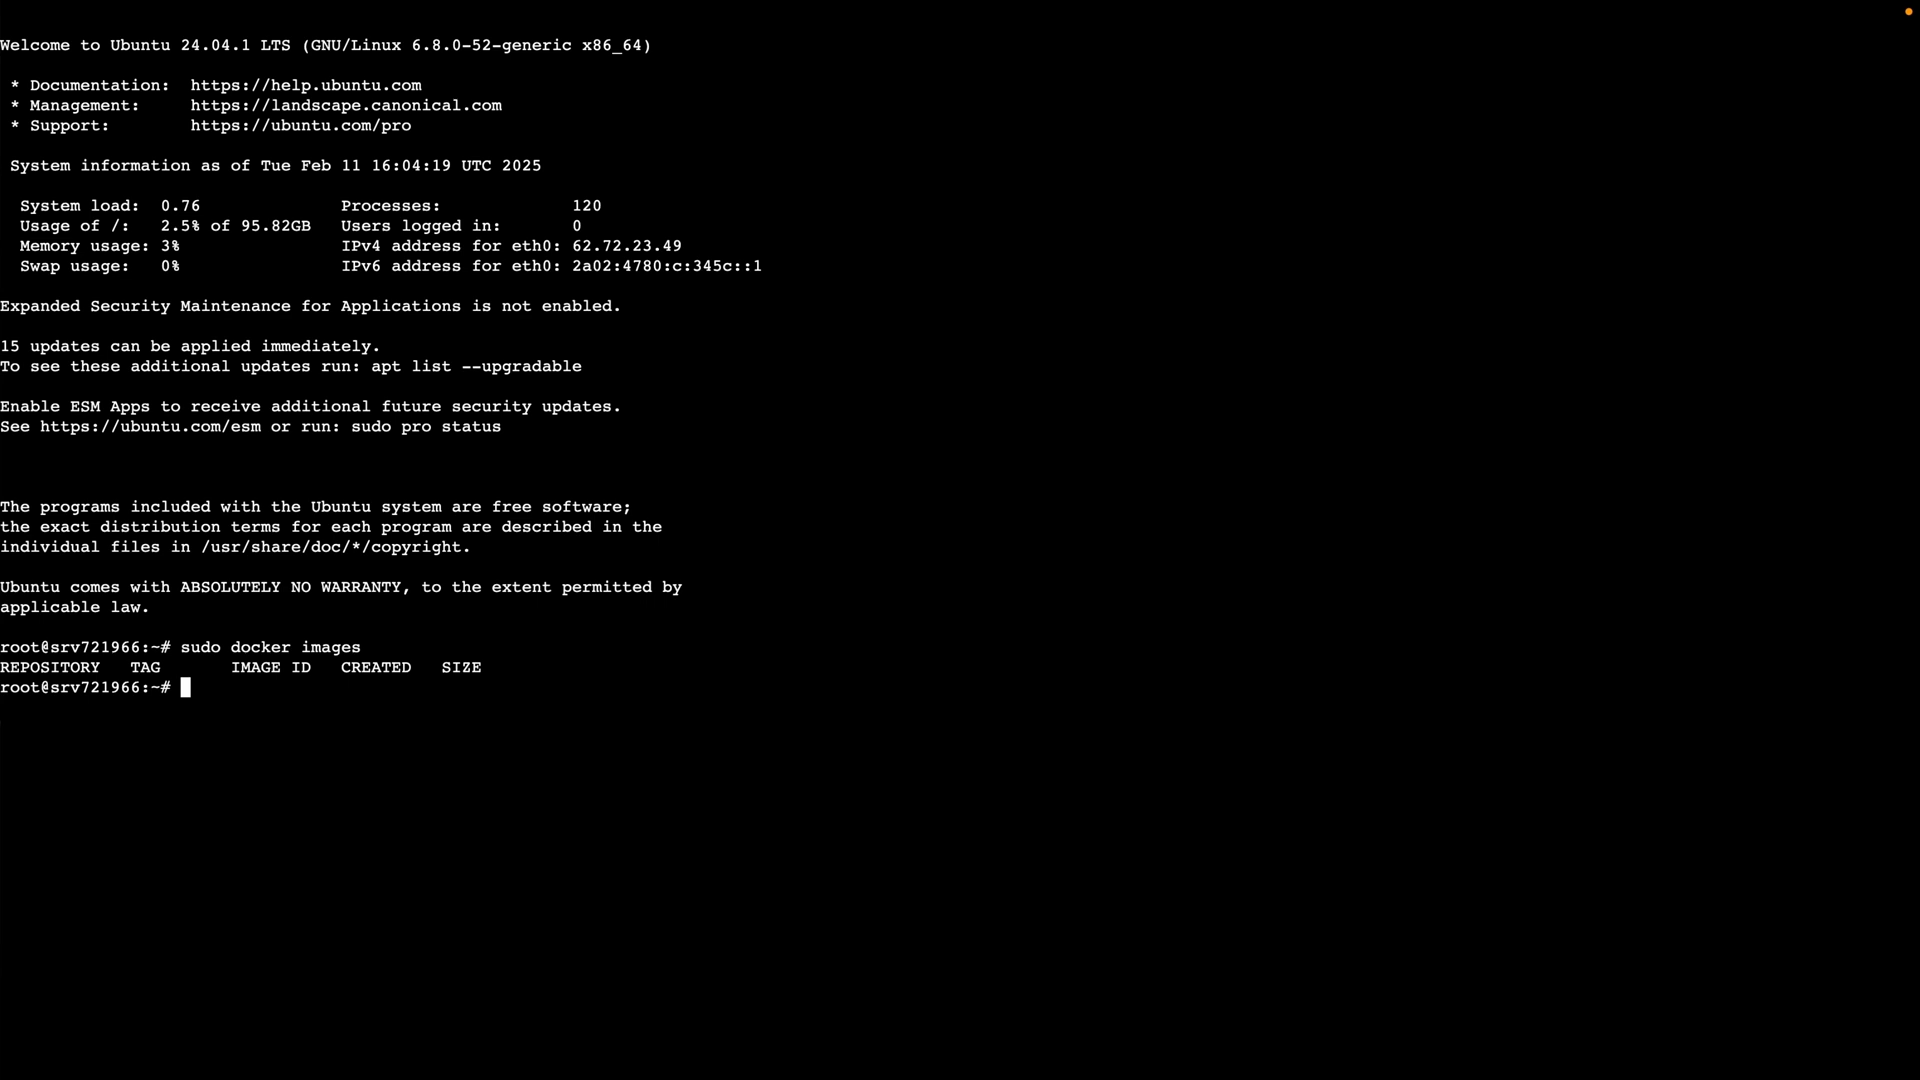 Welcome to Ubuntu 24.04.1 LTS (GNU/Linux 6.8.0-52-generic x86_64)
* Documentation:  https://help.ubuntu.com
* Management:     https://landscape.canonical.com
* Support:        https://ubuntu.com/pro
System information as of Tue Feb 11 16:04:19 UTC 2025
System load:  0.76              Processes:             120
Usage of /:   2.5% of 95.82GB   Users logged in:       0
Memory usage: 3%                IPv4 address for eth0: 62.72.23.49
Swap usage:   0%                IPv6 address for eth0: 2a02:4780:c:345c::1
Expanded Security Maintenance for Applications is not enabled.
15 updates can be applied immediately.
To see these additional updates run: apt list --upgradable
Enable ESM Apps to receive additional future security updates.
See https://ubuntu.com/esm or run: sudo pro status
The programs included with the Ubuntu system are free software;
the exact distribution terms for each program are described in the
individual files in /usr/share/doc/*/copyright.
Ubuntu comes with ABSOLUTELY NO WARRANTY, to the extent permitted by
applicable law.
root@srv721966:~# sudo docker images
REPOSITORY   TAG       IMAGE ID   CREATED   SIZE
root@srv721966:~#